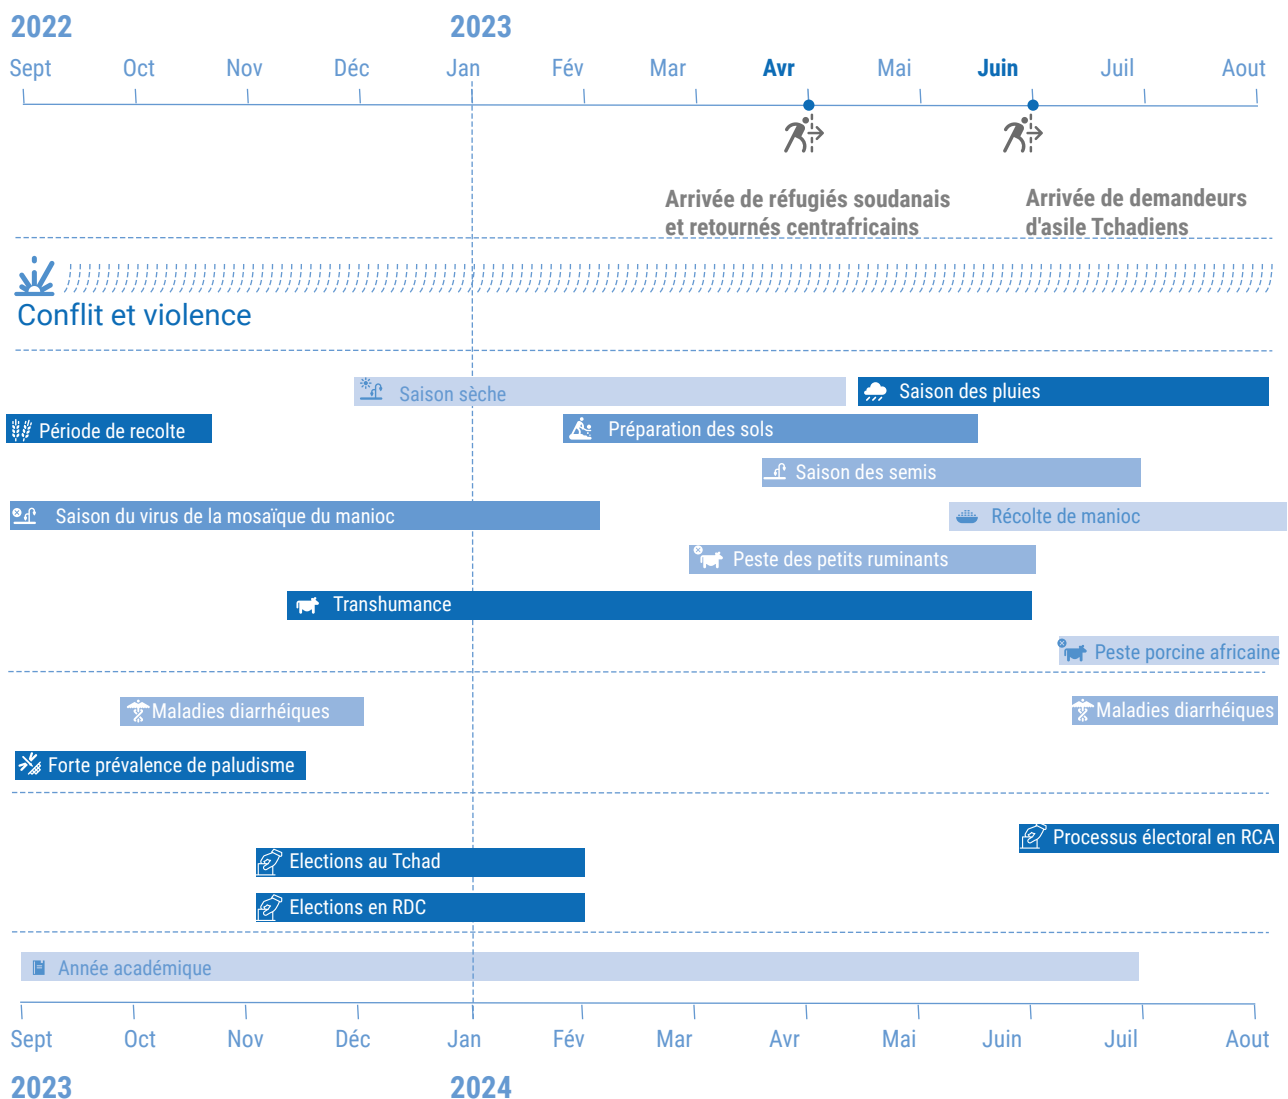 2022 2023
Sept Oct Nov Déc Jan Fév Mar Avr Mai Juin Juil Aout
Arrivée de réfugiés soudanais
et retournés centrafricains
Arrivée de demandeurs
d'asile Tchadiens
Conflit et violence
Saison sèche
Saison des pluies
Période de recolte
Préparation des sols
Saison des semis
Saison du virus de la mosaïque du manioc
Récolte de manioc
Peste des petits ruminants
Transhumance
Peste porcine africaine
Maladies diarrhéiques
Maladies diarrhéiques
Forte prévalence de paludisme
Processus électoral en RCA
Elections au Tchad
Elections en RDC
Année académique
Sept Oct Nov Déc Jan Fév Mar Avr Mai Juin Juil Aout
2023 2024